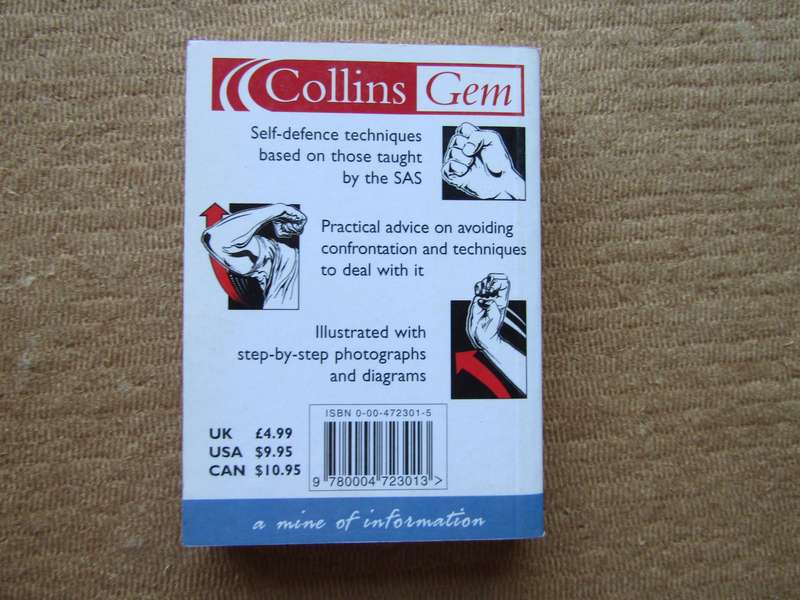 Collins Gem
Self-defence techniques
based on those taught
by the SAS
Practical advice on avoiding
confrontation and techniques
to deal with it
Illustrated with
step-by-step photographs
and diagrams
ISBN 0-00-472301-5
UK £4.99
USA $9.95
CAN $10.95
9 780004 723013 >
a mine of information